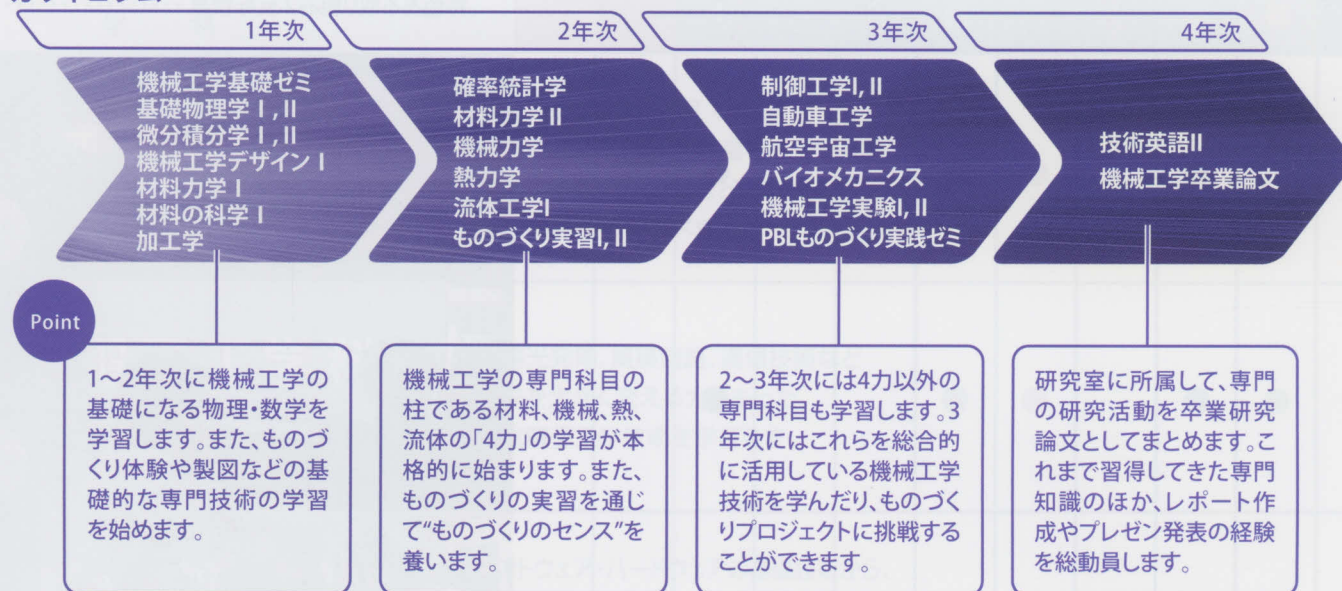 1年次
2年次
3年次
4年次
機械工学基礎ゼミ
基礎物理学Ⅰ,II
微分積分学Ⅰ,II
機械工学デザインⅠ
材料力学Ⅰ
材料の科学Ⅰ
加工学
確率統計学
材料力学II
機械力学
熱力学
流体工学I
ものづくり実習I, II
制御工学I, II
自動車工学
航空宇宙工学
バイオメカニクス
機械工学実験I, II
PBLものづくり実践ゼミ
技術英語II
機械工学卒業論文
Point
1〜2年次に機械工学の
基礎になる物理・数学を
学習します。また、ものづ
くり体験や製図などの基
礎的な専門技術の学習
を始めます。
機械工学の専門科目の
柱である材料、機械、熱、
流体の「4力」の学習が本
格的に始まります。また、
ものづくりの実習を通じ
て“ものづくりのセンス”を
養います。
2〜3年次には4力以外の
専門科目も学習します。3
年次にはこれらを総合的
に活用している機械工学
技術を学んだり、ものづく
りプロジェクトに挑戦する
ことができます。
研究室に所属して、専門
の研究活動を卒業研究
論文としてまとめます。こ
れまで習得してきた専門
知識のほか、レポート作
成やプレゼン発表の経験
を総動員します。